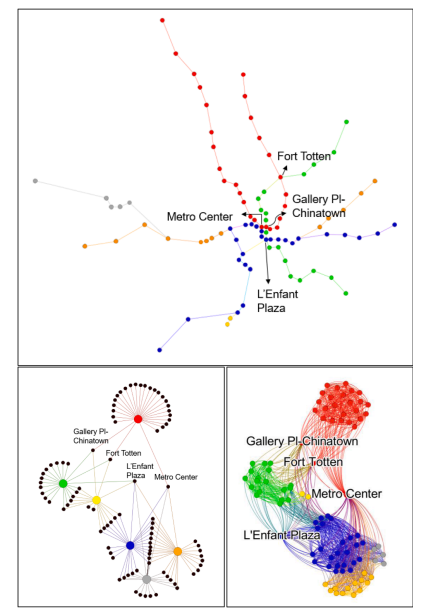 Fort Totten
Gallery Pl-
Chinatown
Metro Center
L'Enfant
Plaza
Gallery Pl-
Chinatown
Fort Totten
L'Enfant
Plaza
Metro Center
Gallery Pl-Chinatown
Fort Totten
Metro Center
L'Enfant Plaza